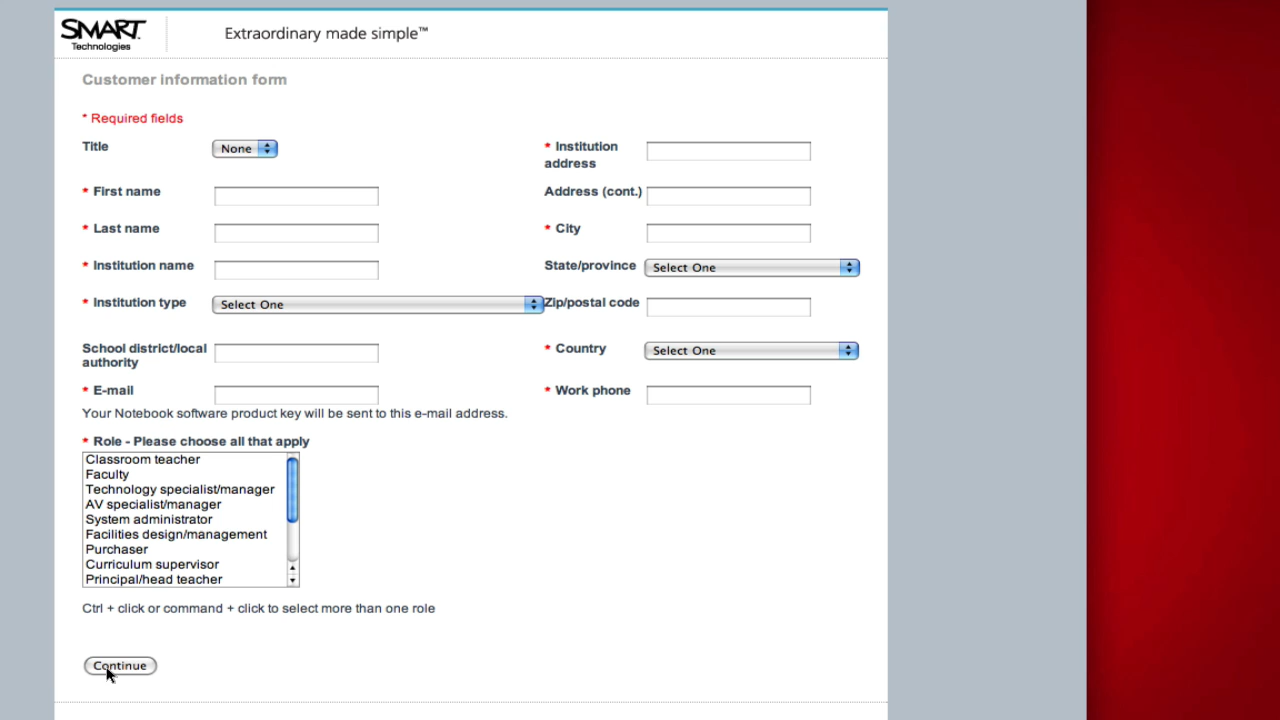 SMART
Technologies
Extraordinary made simple™
Customer information form
* Required fields
Title
None
* First name
* Last name
* Institution name
* Institution type
Select One
School district/local
authority
* E-mail
Your Notebook software product key will be sent to this e-mail address.
* Institution
address
Address (cont.)
* City
State/province
Select One
Zip/postal code
* Country
Select One
* Work phone
* Role - Please choose all that apply
Classroom teacher
Faculty
Technology specialist/manager
AV specialist/manager
System administrator
Facilities design/management
Purchaser
Curriculum supervisor
Principal/head teacher
Ctrl + click or command + click to select more than one role
Continue